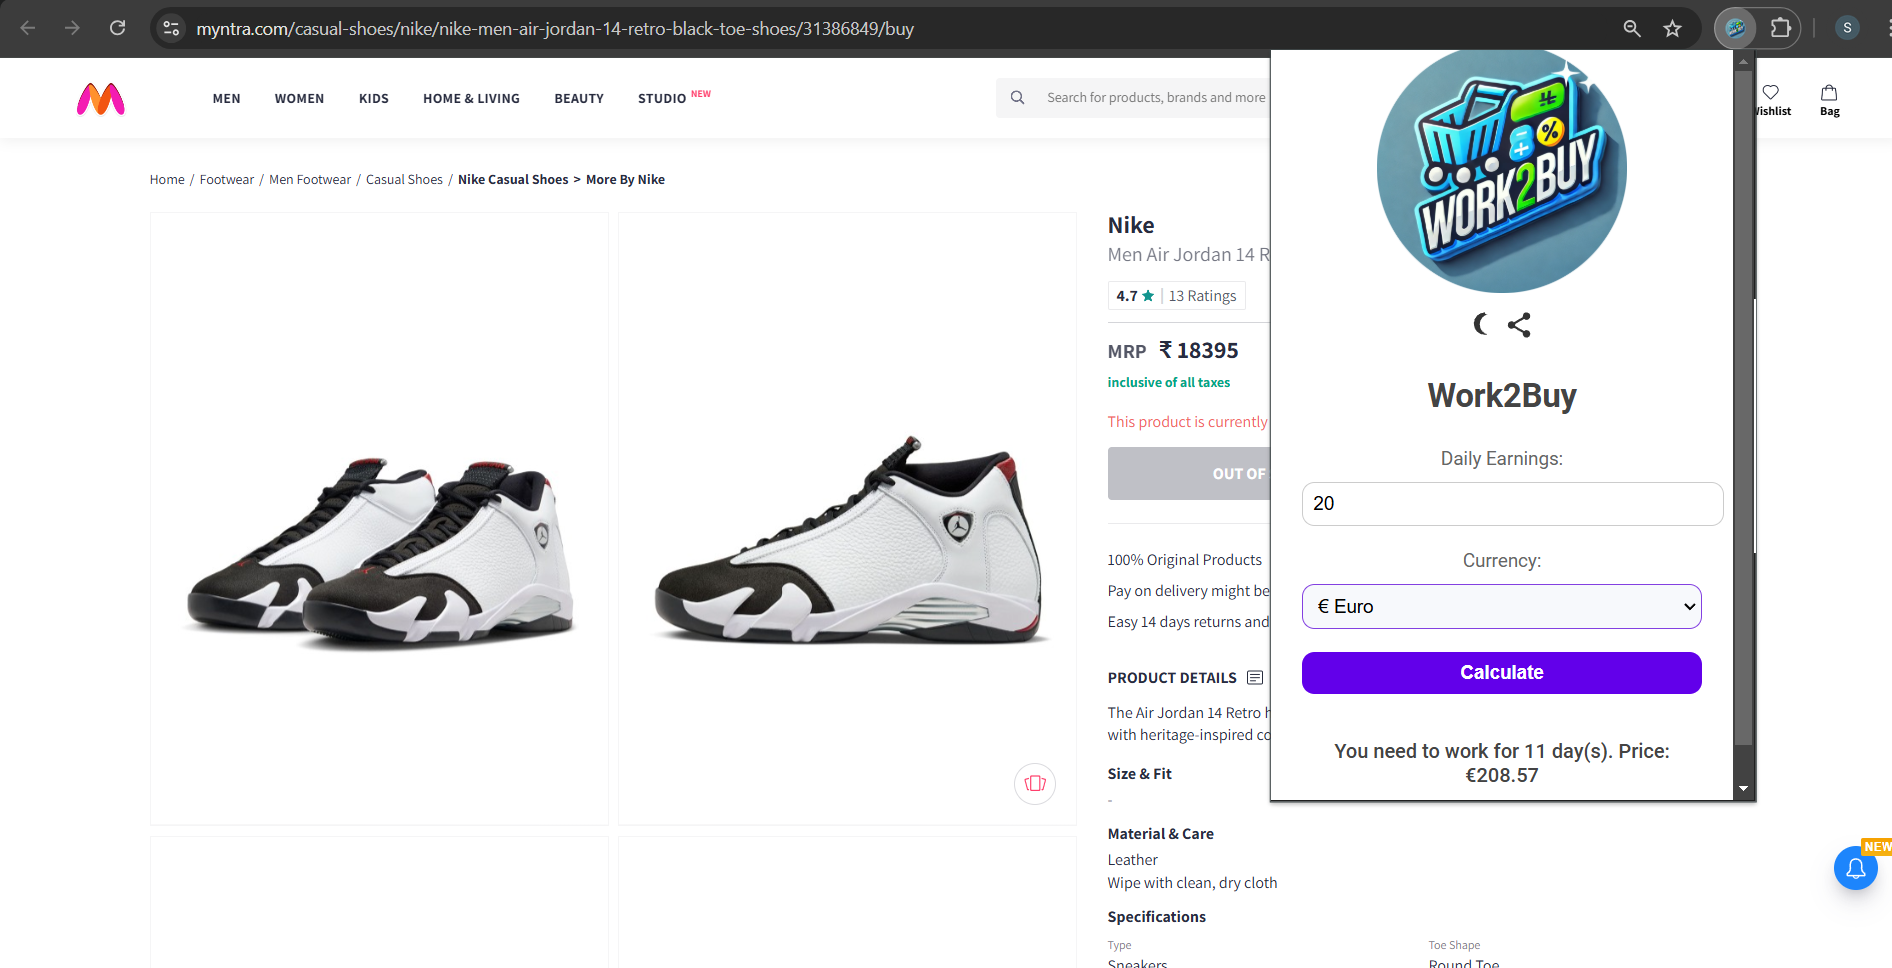 myntra.com/casual-shoes/nike/nike-men-air-jordan-14-retro-black-toe-shoes/31386849/buy
S
MEN WOMEN KIDS HOME & LIVING BEAUTY STUDIO NEW
Search for products, brands and more
ishlist
Bag
Home / Footwear / Men Footwear / Casual Shoes / Nike Casual Shoes > More By Nike
Nike
Men Air Jordan 14 R
4.7 ★ | 13 Ratings
MRP ₹ 18395
inclusive of all taxes
This product is currently
OUT OF
100% Original Products
Pay on delivery might be
Easy 14 days returns and
PRODUCT DETAILS
The Air Jordan 14 Retro h
with heritage-inspired co
Size & Fit
-
Material & Care
Leather
Wipe with clean, dry cloth
Specifications
Type
Toe Shape
Sneakers
Round Toe
WORK2BUY
Work2Buy
Daily Earnings:
20
Currency:
€ Euro
Calculate
You need to work for 11 day(s). Price:
€208.57
NEW